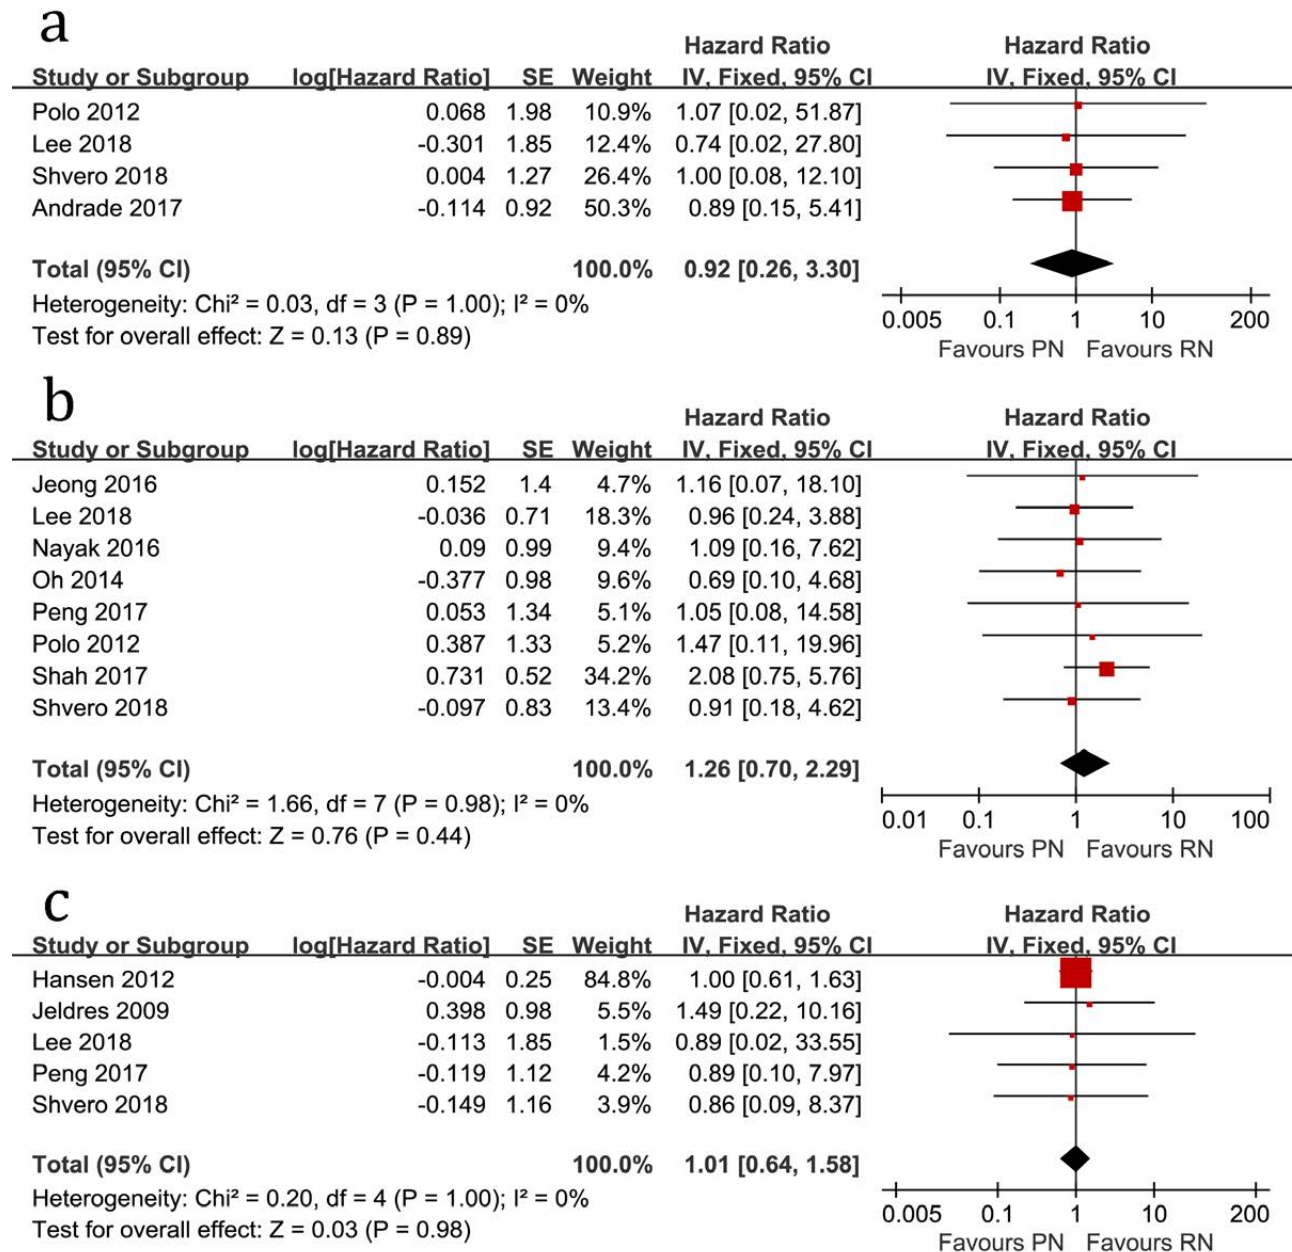 a
Hazard Ratio Hazard Ratio
Study or Subgroup log[Hazard Ratio] SE Weight IV, Fixed, 95% CI IV, Fixed, 95% CI
Polo 2012 0.068 1.98 10.9% 1.07 [0.02, 51.87]
Lee 2018 -0.301 1.85 12.4% 0.74 [0.02, 27.80]
Shvero 2018 0.004 1.27 26.4% 1.00 [0.08, 12.10]
Andrade 2017 -0.114 0.92 50.3% 0.89 [0.15, 5.41]
Total (95% CI) 100.0% 0.92 [0.26, 3.30]
Heterogeneity: Chi² = 0.03, df = 3 (P = 1.00); I² = 0%
Test for overall effect: Z = 0.13 (P = 0.89)
0.005 0.1 1 10 200
Favours PN Favours RN
b
Hazard Ratio Hazard Ratio
Study or Subgroup log[Hazard Ratio] SE Weight IV, Fixed, 95% CI IV, Fixed, 95% CI
Jeong 2016 0.152 1.4 4.7% 1.16 [0.07, 18.10]
Lee 2018 -0.036 0.71 18.3% 0.96 [0.24, 3.88]
Nayak 2016 0.09 0.99 9.4% 1.09 [0.16, 7.62]
Oh 2014 -0.377 0.98 9.6% 0.69 [0.10, 4.68]
Peng 2017 0.053 1.34 5.1% 1.05 [0.08, 14.58]
Polo 2012 0.387 1.33 5.2% 1.47 [0.11, 19.96]
Shah 2017 0.731 0.52 34.2% 2.08 [0.75, 5.76]
Shvero 2018 -0.097 0.83 13.4% 0.91 [0.18, 4.62]
Total (95% CI) 100.0% 1.26 [0.70, 2.29]
Heterogeneity: Chi² = 1.66, df = 7 (P = 0.98); I² = 0%
Test for overall effect: Z = 0.76 (P = 0.44)
0.01 0.1 1 10 100
Favours PN Favours RN
c
Hazard Ratio Hazard Ratio
Study or Subgroup log[Hazard Ratio] SE Weight IV, Fixed, 95% CI IV, Fixed, 95% CI
Hansen 2012 -0.004 0.25 84.8% 1.00 [0.61, 1.63]
Jeldres 2009 0.398 0.98 5.5% 1.49 [0.22, 10.16]
Lee 2018 -0.113 1.85 1.5% 0.89 [0.02, 33.55]
Peng 2017 -0.119 1.12 4.2% 0.89 [0.10, 7.97]
Shvero 2018 -0.149 1.16 3.9% 0.86 [0.09, 8.37]
Total (95% CI) 100.0% 1.01 [0.64, 1.58]
Heterogeneity: Chi² = 0.20, df = 4 (P = 1.00); I² = 0%
Test for overall effect: Z = 0.03 (P = 0.98)
0.005 0.1 1 10 200
Favours PN Favours RN